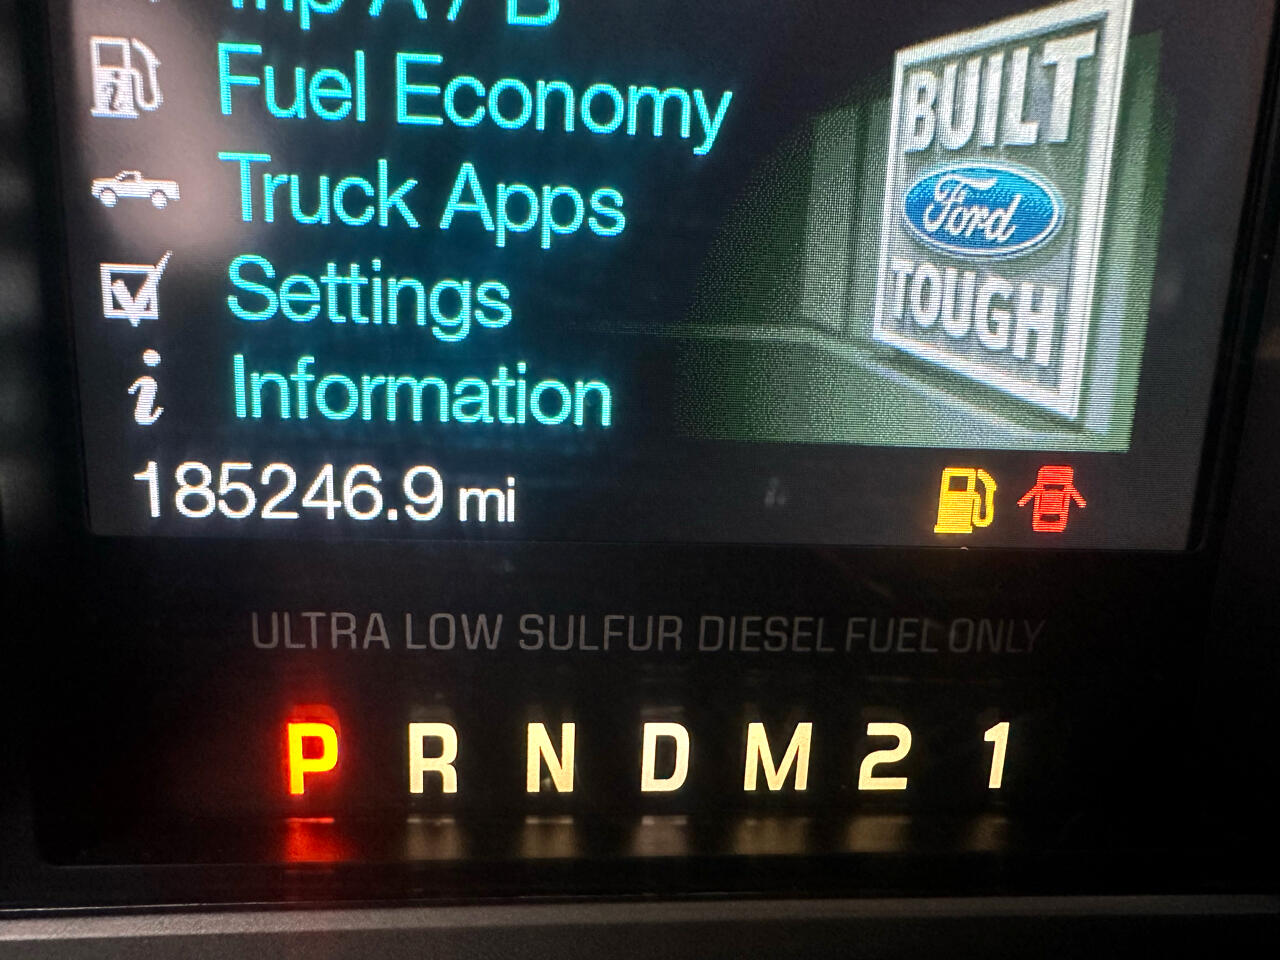 Trip A / B
Fuel Economy
Truck Apps
Settings
Information
BUILT
Ford
TOUGH
185246.9 mi
ULTRA LOW SULFUR DIESEL FUEL ONLY
P R N D M 2 1